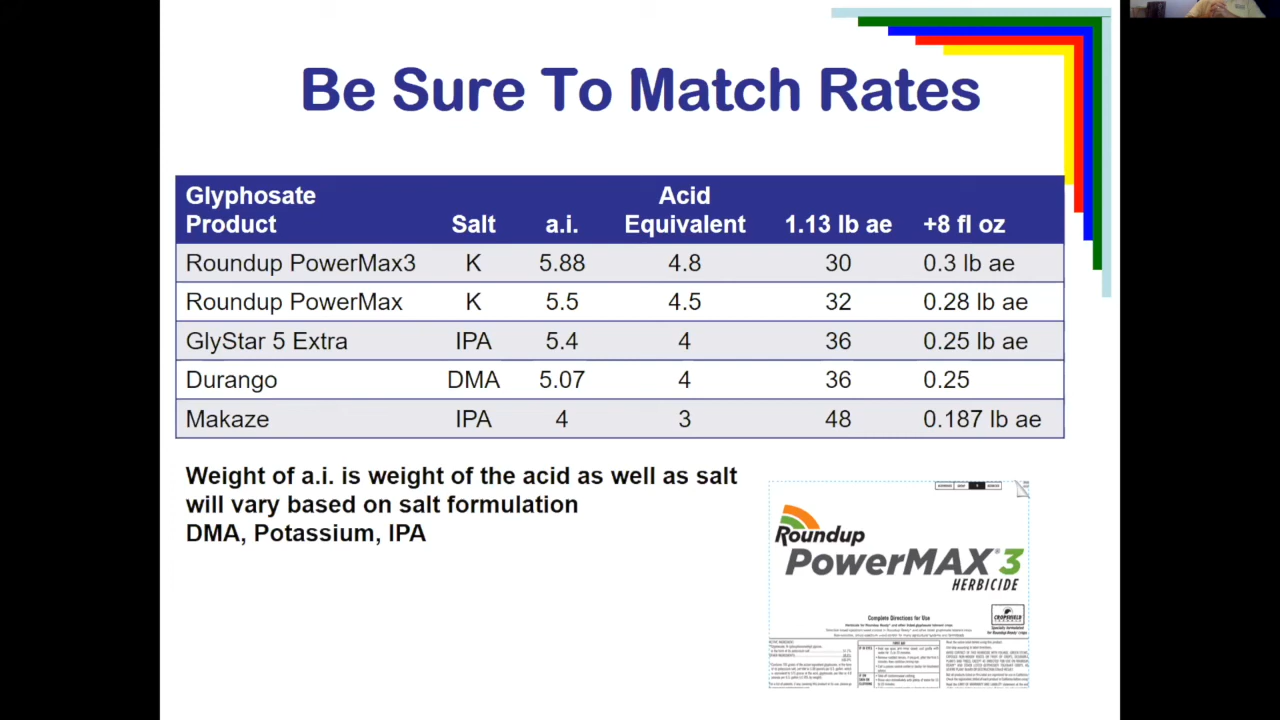 Be Sure To Match Rates
Glyphosate Product Salt a.i. Acid Equivalent 1.13 lb ae +8 fl oz
Roundup PowerMax3 K 5.88 4.8 30 0.3 lb ae
Roundup PowerMax K 5.5 4.5 32 0.28 lb ae
GlyStar 5 Extra IPA 5.4 4 36 0.25 lb ae
Durango DMA 5.07 4 36 0.25
Makaze IPA 4 3 48 0.187 lb ae
Weight of a.i. is weight of the acid as well as salt
will vary based on salt formulation
DMA, Potassium, IPA
Roundup
PowerMAX® 3
HERBICIDE
Complete Directions for Use